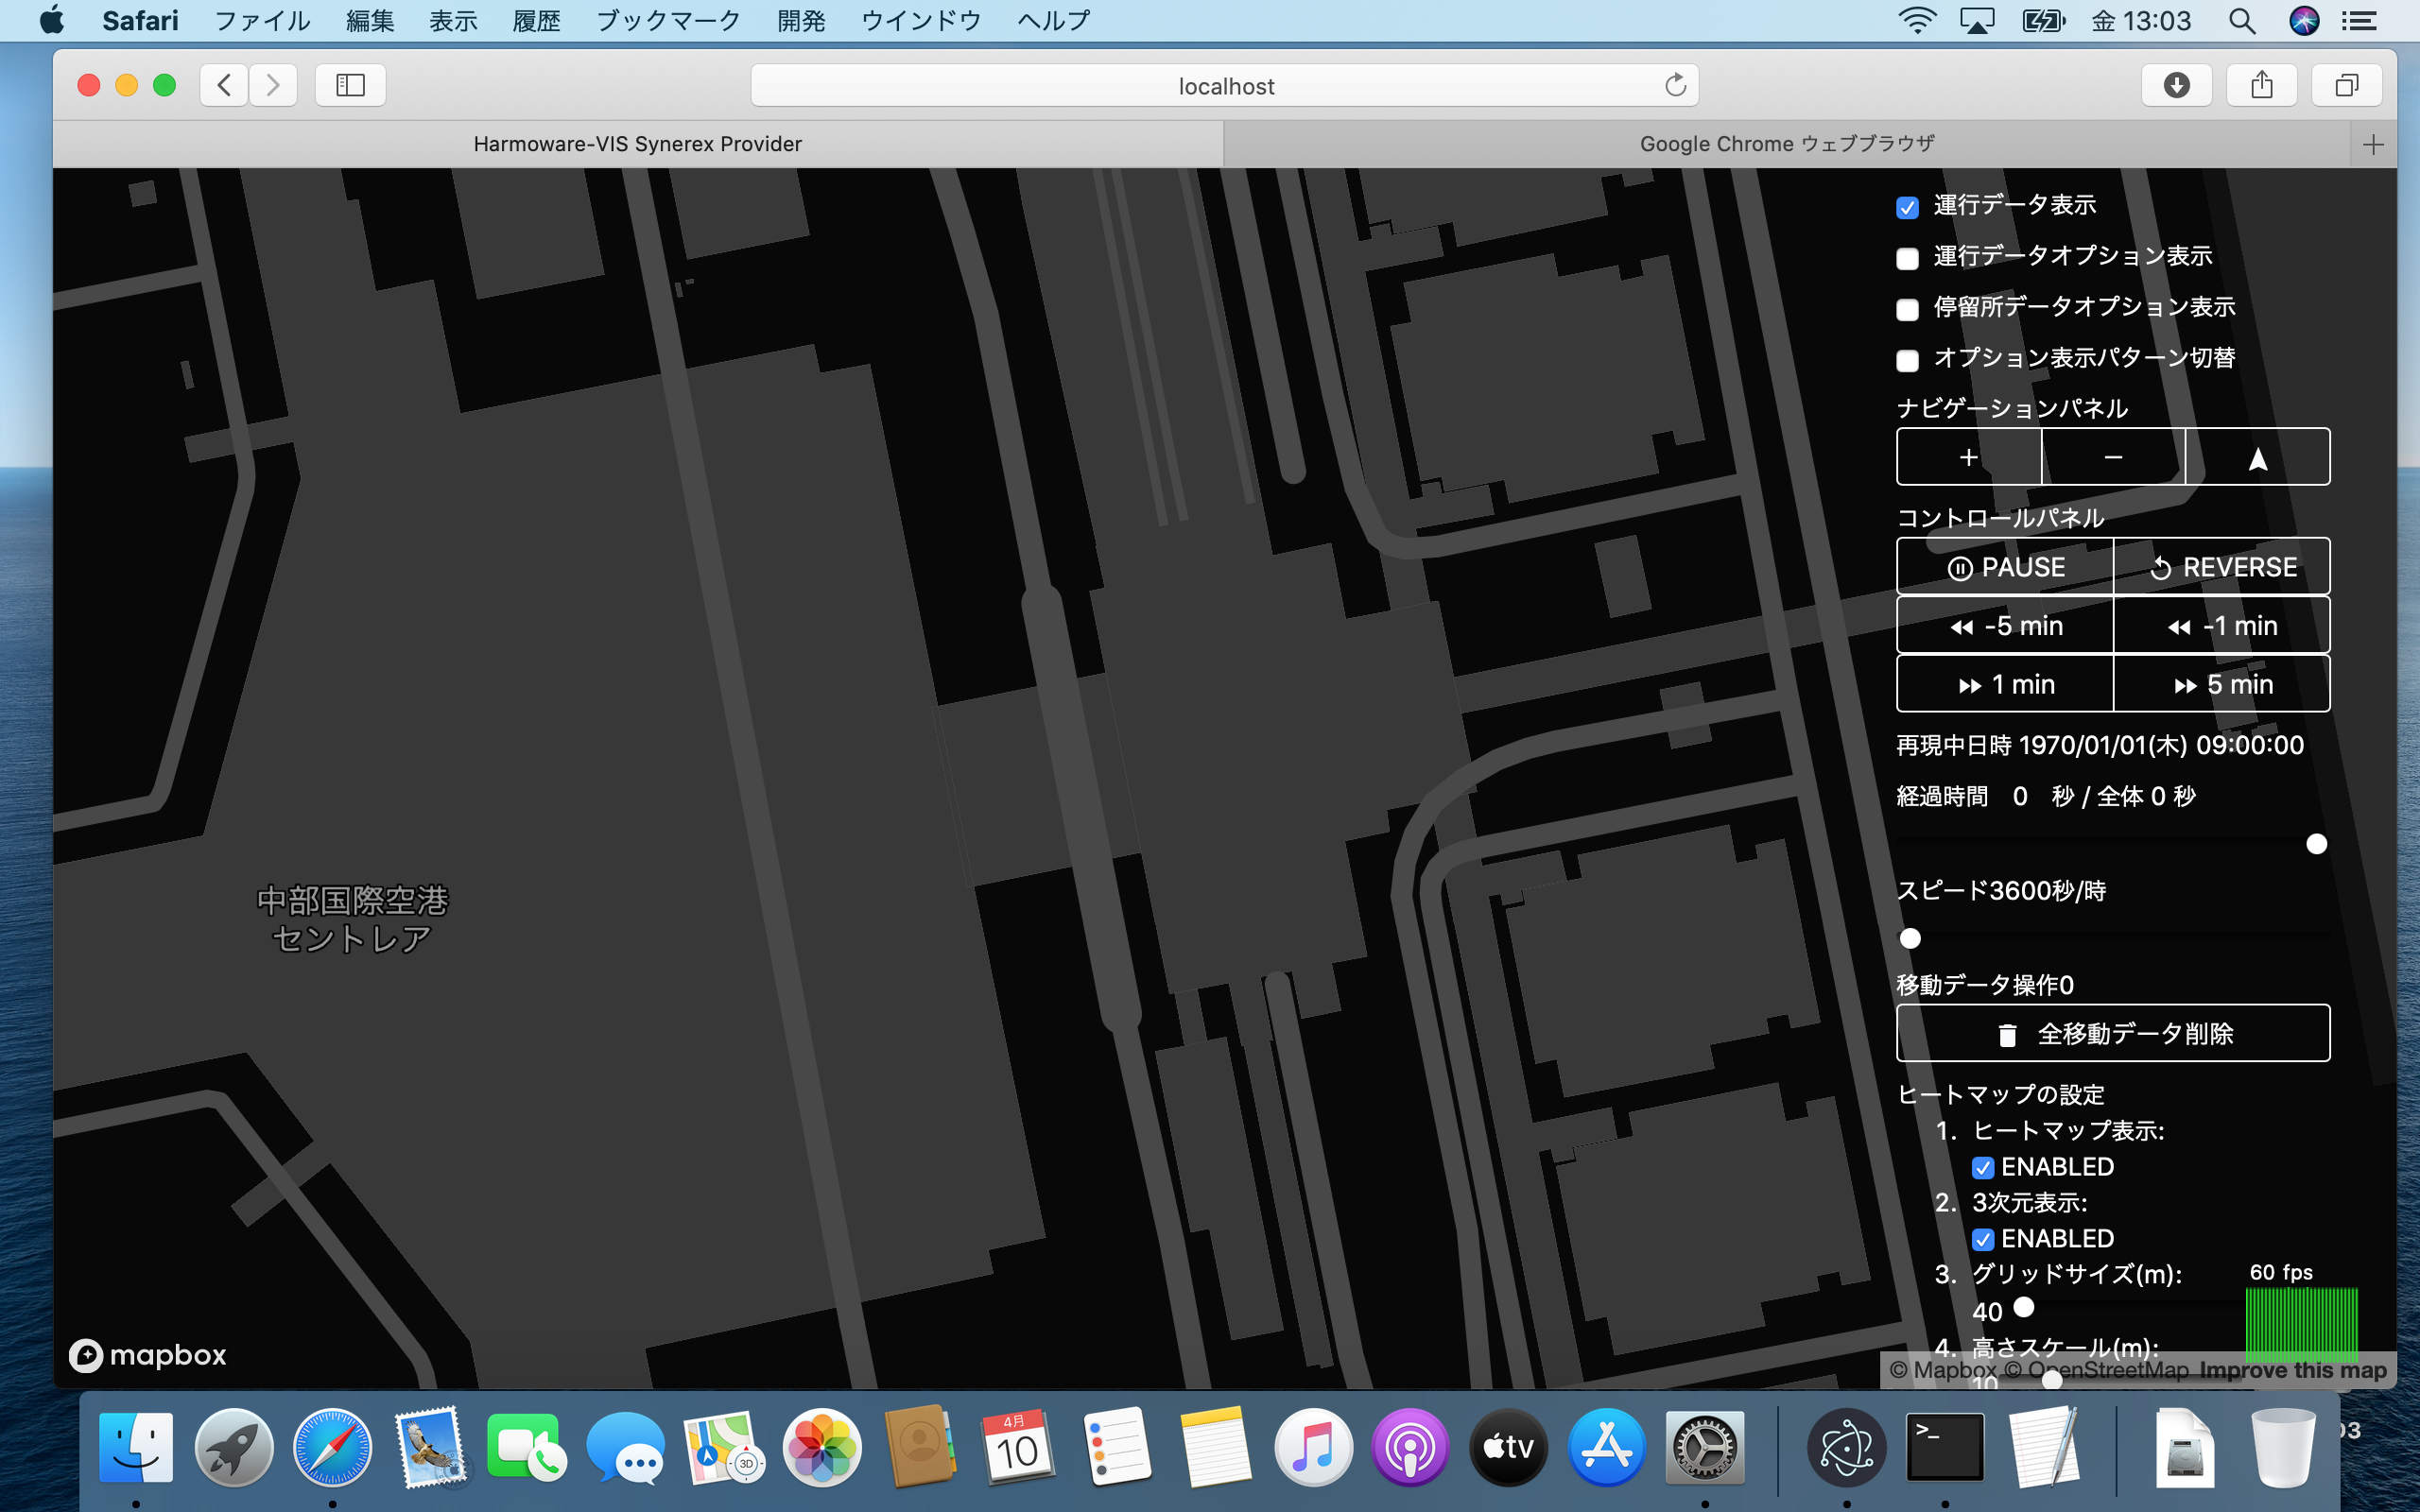 Safari ファイル 編集 表示 履歴 ブックマーク 開発 ウインドウ ヘルプ 金 13:03
localhost
Harmoware-VIS Synerex Provider
Google Chrome ウェブブラウザ
運行データ表示
運行データオプション表示
停留所データオプション表示
オプション表示パターン切替
ナビゲーションパネル
+ −
コントロールパネル
PAUSE REVERSE
-5 min -1 min
1 min 5 min
再現中日時 1970/01/01(木) 09:00:00
経過時間 0 秒 / 全体 0 秒
スピード3600秒/時
移動データ操作0
全移動データ削除
ヒートマップの設定
1. ヒートマップ表示:
ENABLED
2. 3次元表示:
ENABLED
3. グリッドサイズ(m):
40
60 fps
4. 高さスケール(m):
10
中部国際空港
セントレア
mapbox
© Mapbox © OpenStreetMap Improve this map
3D
4月
10
tv
>_